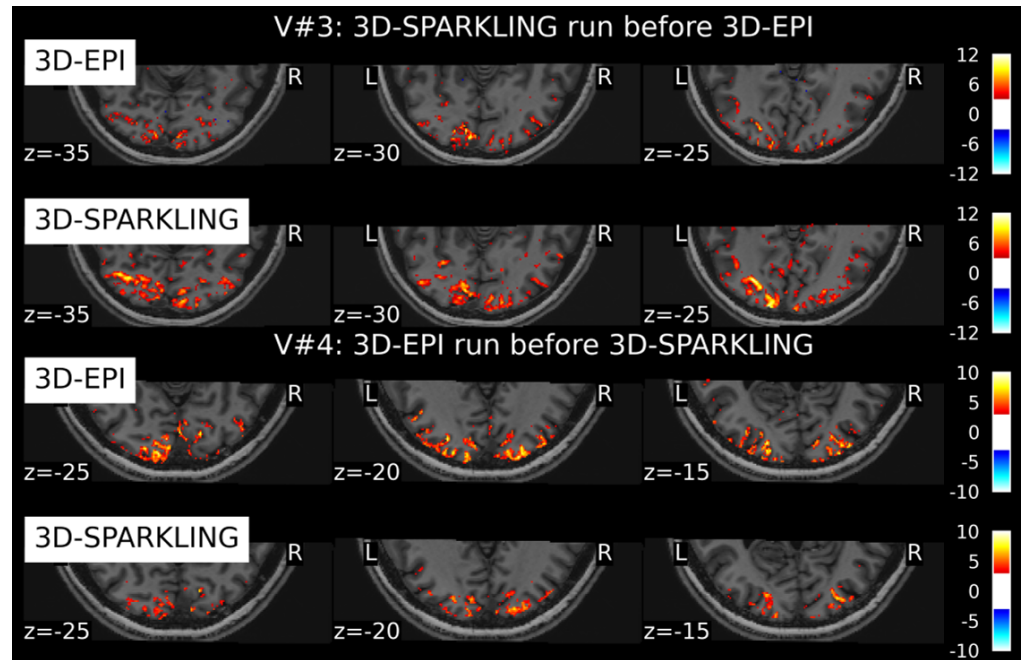 V#3: 3D-SPARKLING run before 3D-EPI
3D-EPI
R L R L
z=-35 z=-30 z=-25
12
6
0
-6
-12
3D-SPARKLING
R L R L
z=-35 z=-30 z=-25
12
6
0
-6
-12
V#4: 3D-EPI run before 3D-SPARKLING
3D-EPI
R L R L
z=-25 z=-20 z=-15
10
5
0
-5
-10
3D-SPARKLING
R L R L R
z=-25 z=-20 z=-15
10
5
0
-5
-10